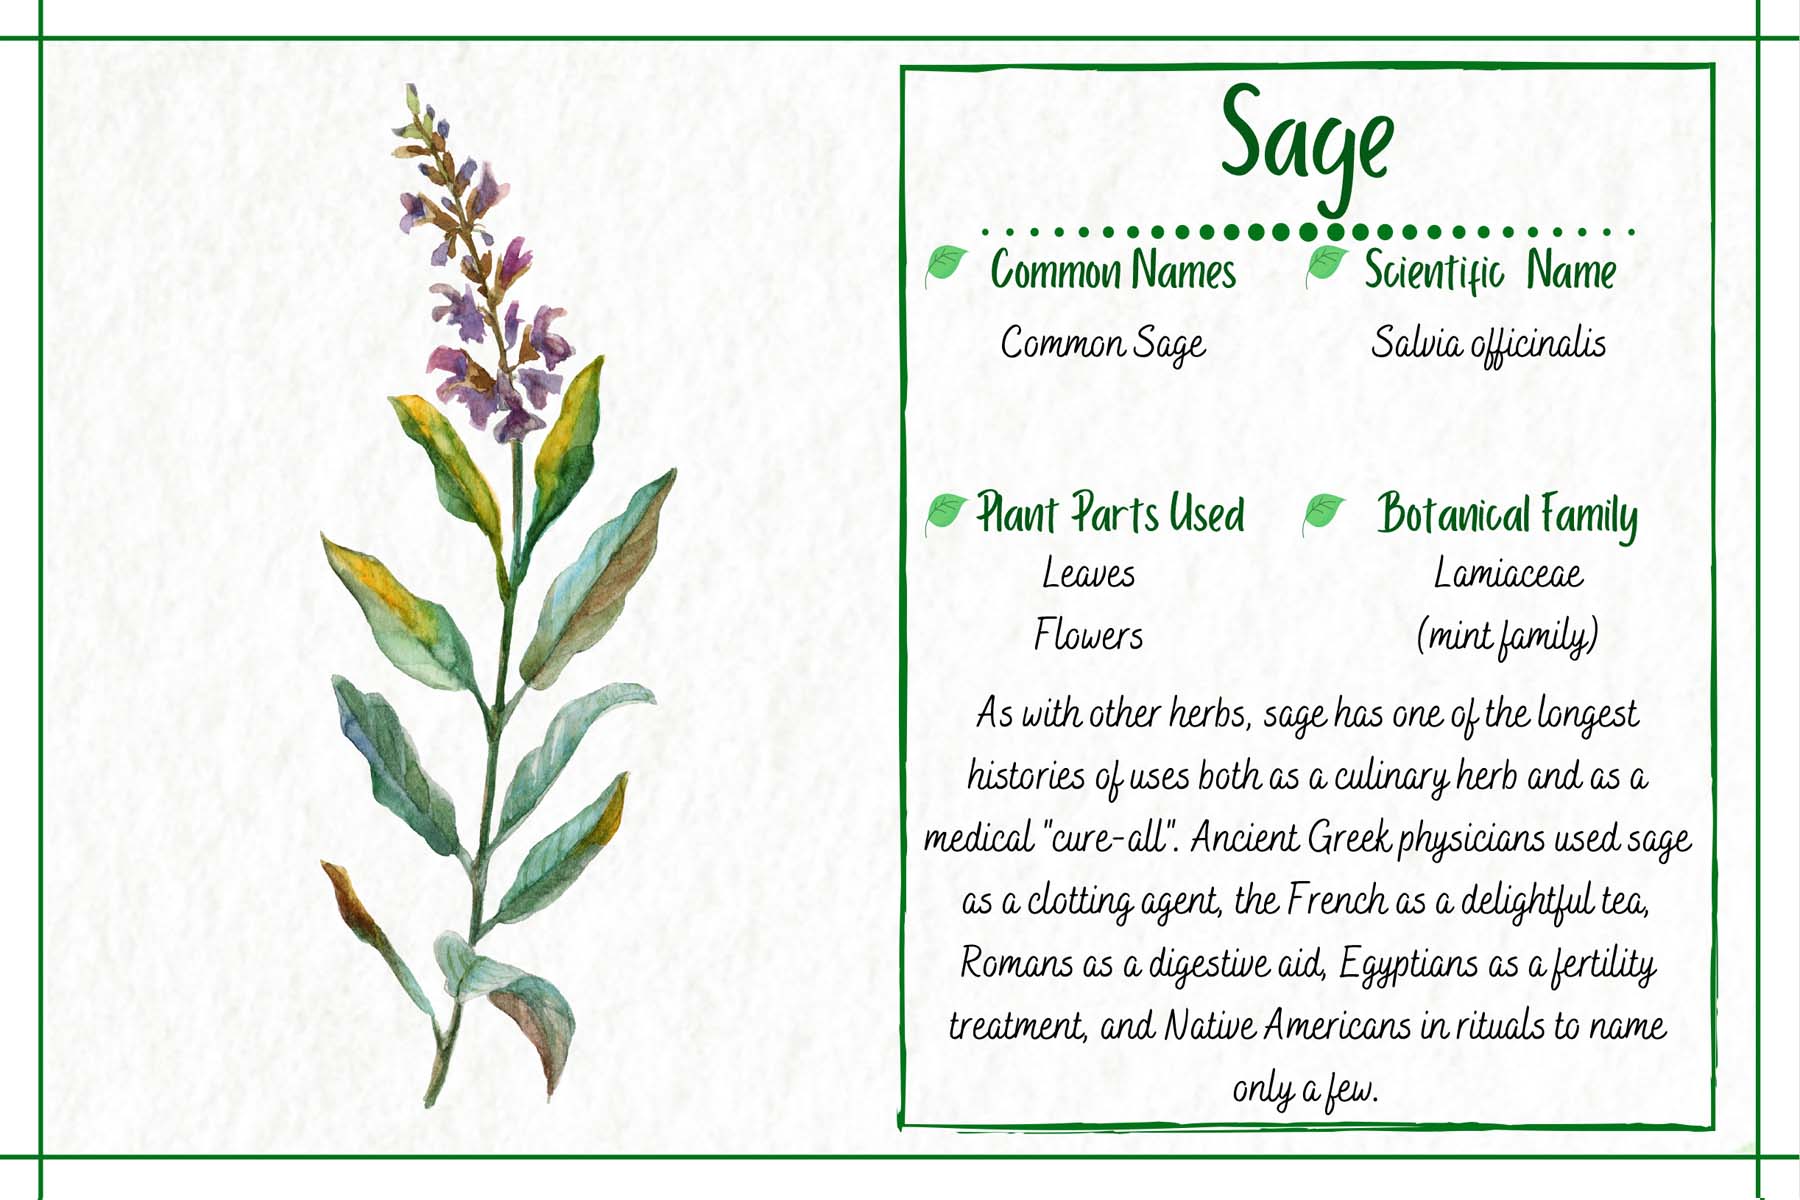 Sage
Common Names
Scientific Name
Common Sage
Salvia officinalis
Plant Parts Used
Botanical Family
Leaves
Lamiaceae
Flowers
(mint family)
As with other herbs, sage has one of the longest
histories of uses both as a culinary herb and as a
medical "cure-all". Ancient Greek physicians used sage
as a clotting agent, the French as a delightful tea,
Romans as a digestive aid, Egyptians as a fertility
treatment, and Native Americans in rituals to name
only a few.